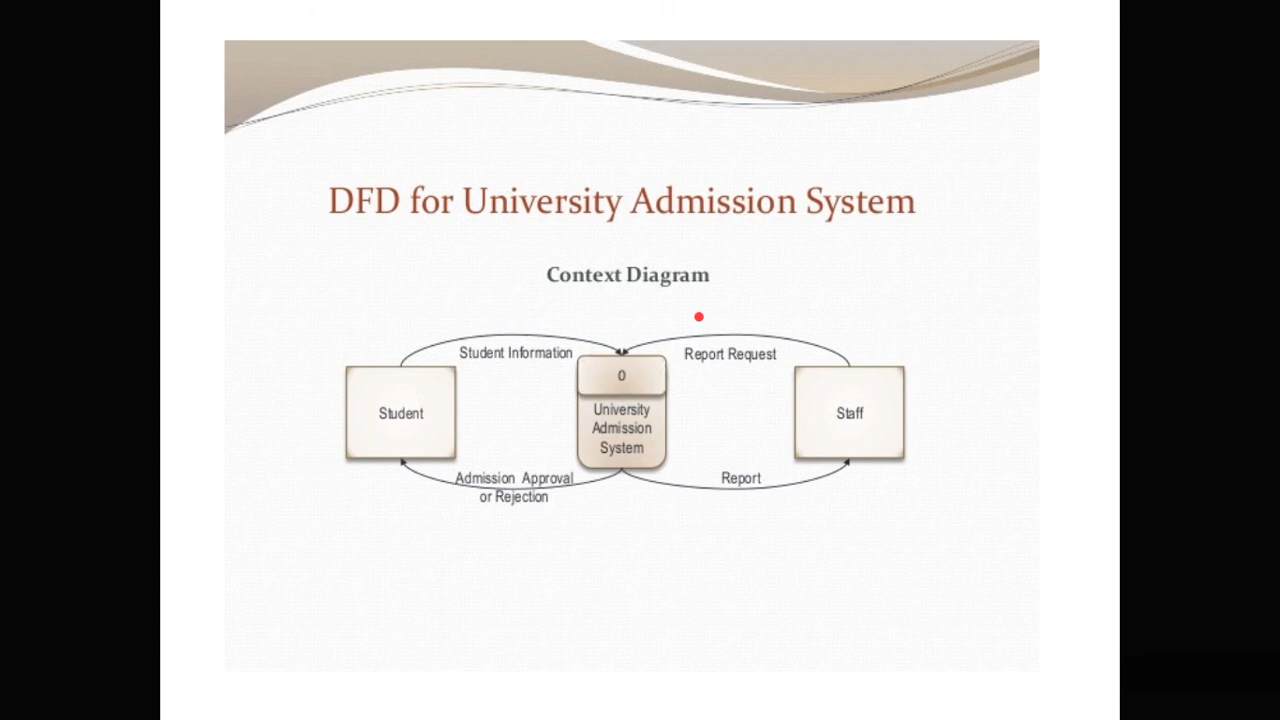 DFD for University Admission System
Context Diagram
Student Information
Report Request
0
Student
University
Admission
System
Staff
Admission Approval
or Rejection
Report